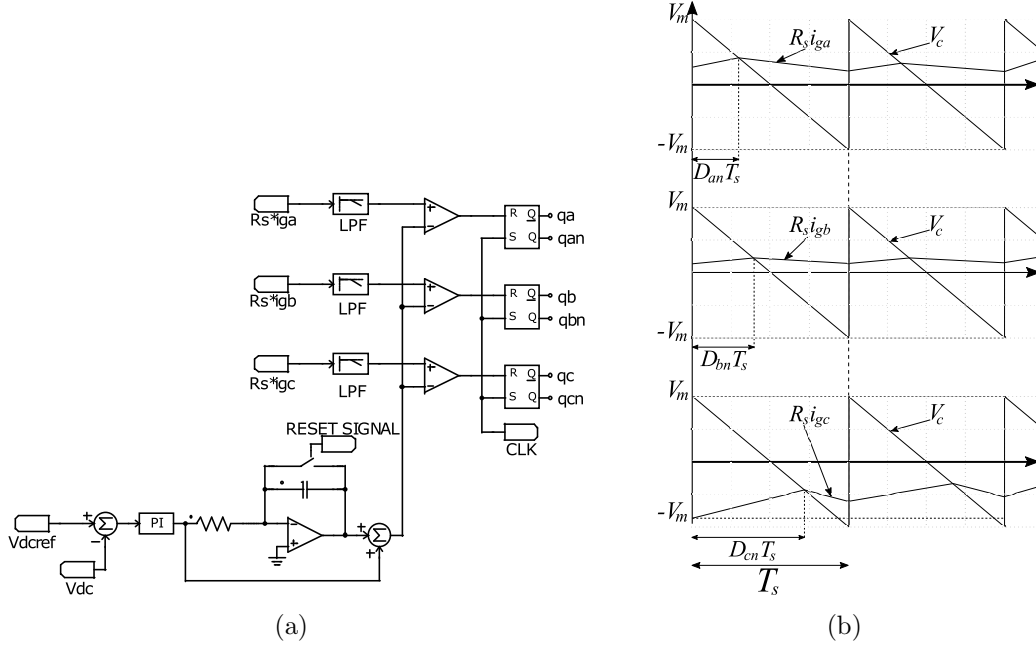 Rs*iga
LPF
R Q
S Q
qa
qan
Rs*igb
LPF
R Q
S Q
qb
qbn
Rs*igc
LPF
R Q
S Q
qc
qcn
CLK
RESET SIGNAL
Vdcref
PI
Vdc
(a)
Vm
Rsiga
Vc
-Vm
DanTs
Vm
Rsigb
Vc
-Vm
DbnTs
Vm
Rsigc
Vc
-Vm
DcnTs
Ts
(b)